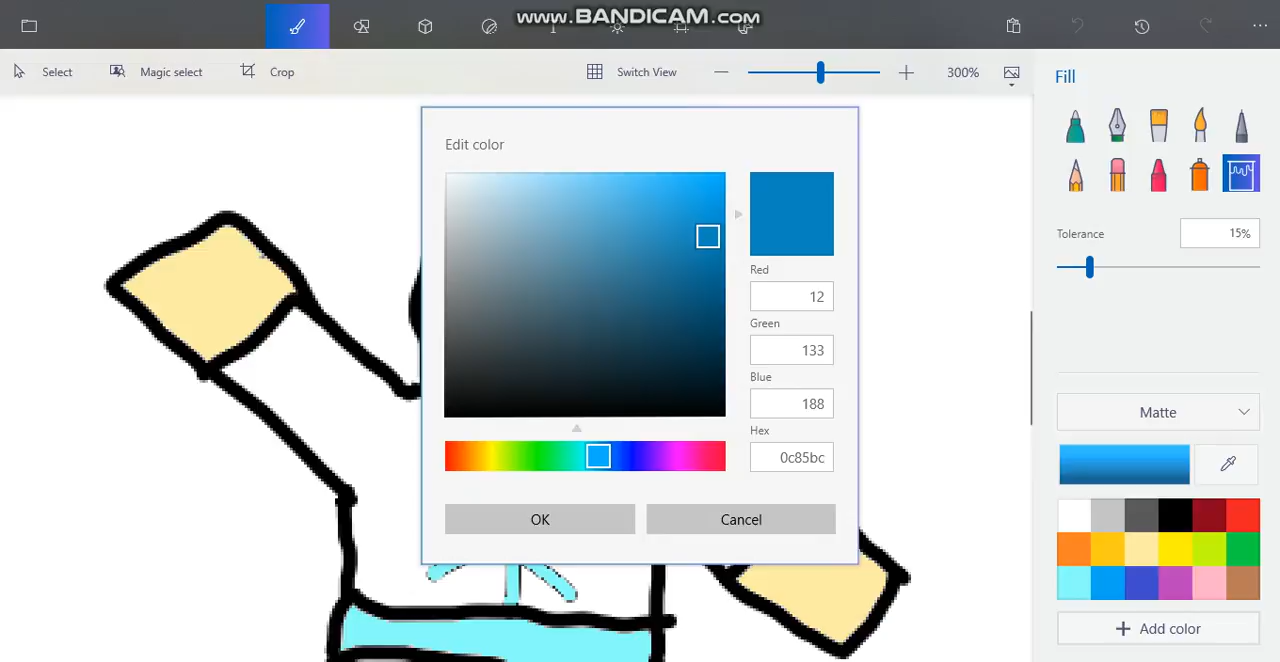 www.BANDICAM.com
Select
Magic select
Crop
Switch View
300%
Fill
Edit color
Tolerance
15%
Red
12
Green
133
Blue
188
Hex
0c85bc
Matte
OK
Cancel
Add color